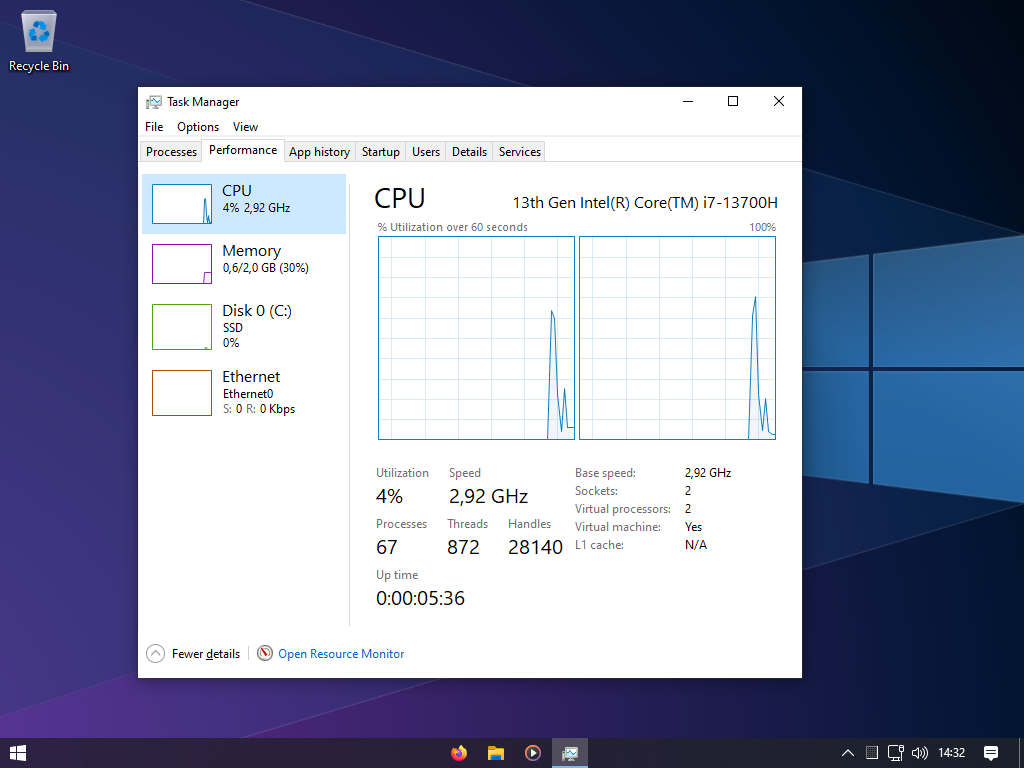 Recycle Bin
Task Manager
File Options View
Processes Performance App history Startup Users Details Services
CPU
4% 2,92 GHz
Memory
0,6/2,0 GB (30%)
Disk 0 (C:)
SSD
0%
Ethernet
Ethernet0
S: 0 R: 0 Kbps
CPU 13th Gen Intel(R) Core(TM) i7-13700H
% Utilization over 60 seconds 100%
Utilization Speed
4% 2,92 GHz
Processes Threads Handles
67 872 28140
Up time
0:00:05:36
Base speed: 2,92 GHz
Sockets: 2
Virtual processors: 2
Virtual machine: Yes
L1 cache: N/A
Fewer details Open Resource Monitor
14:32